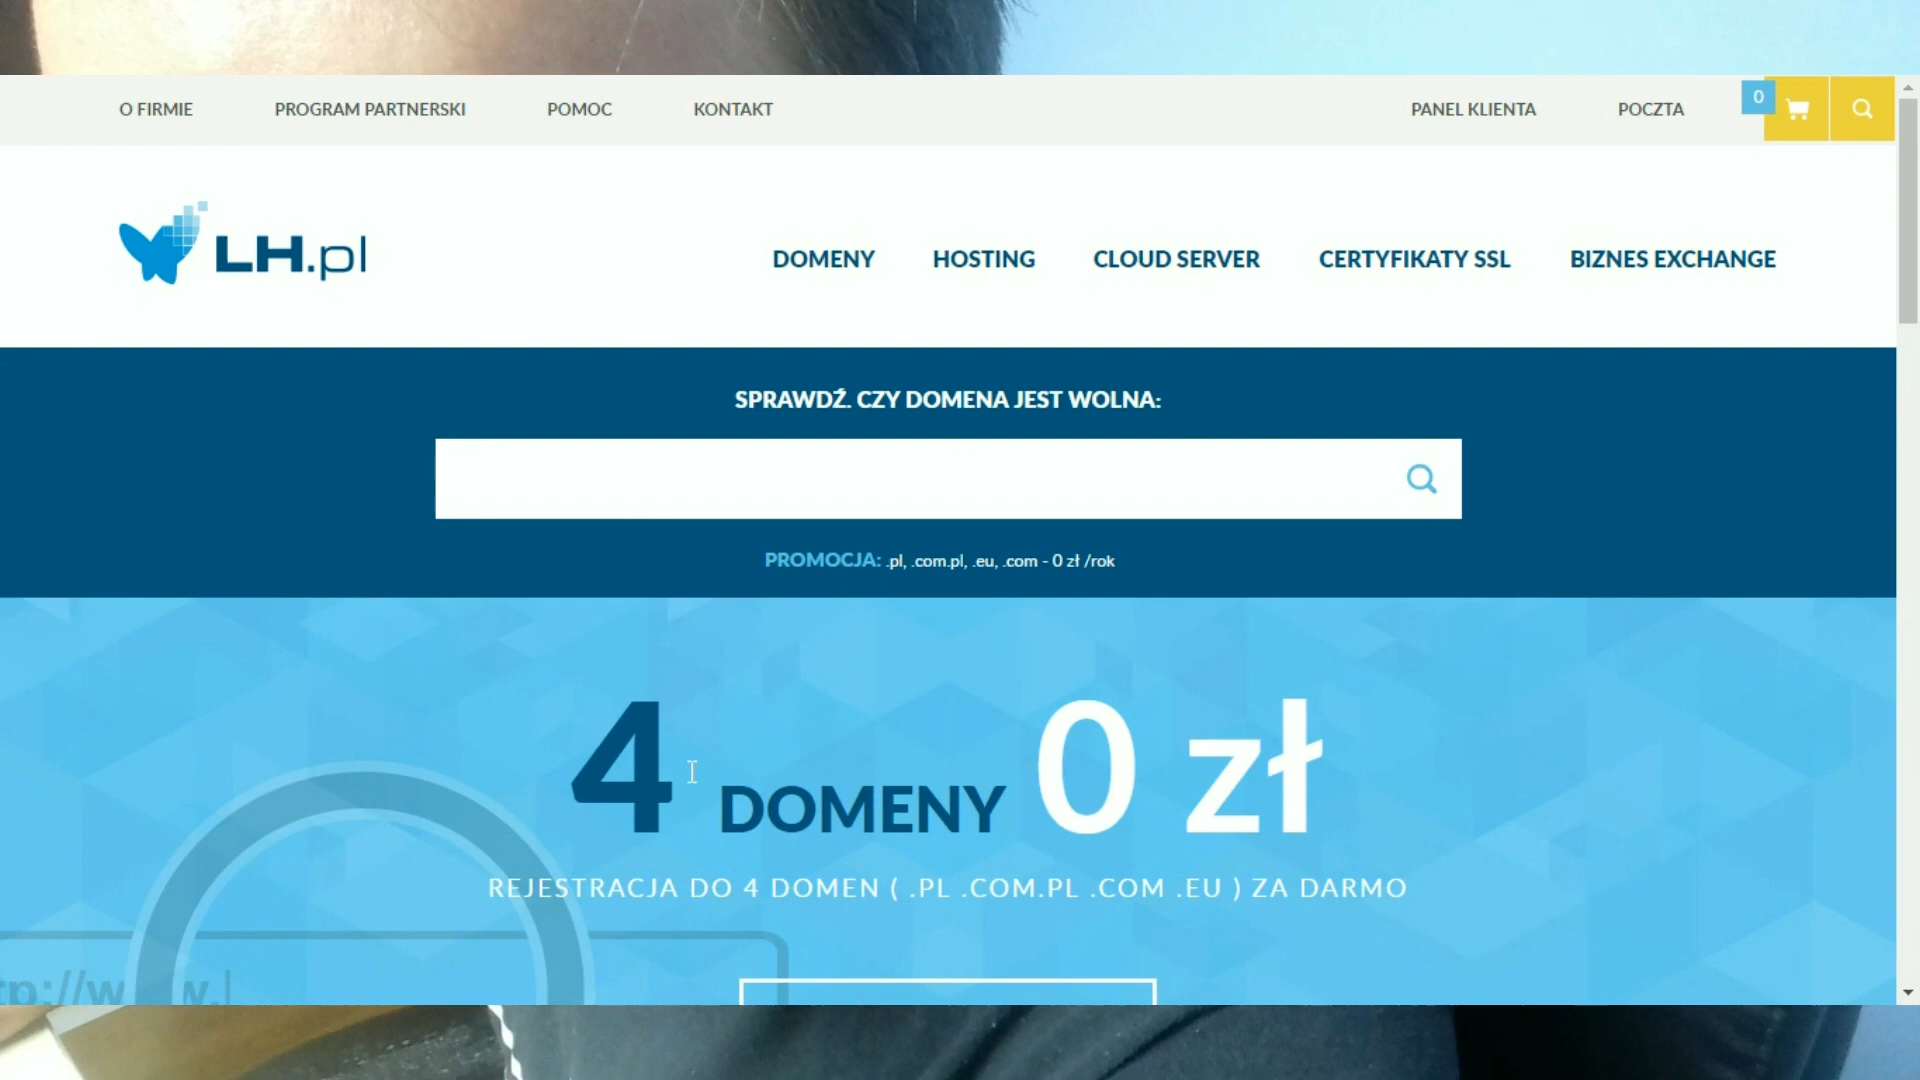 O FIRMIE PROGRAM PARTNERSKI POMOC KONTAKT PANEL KLIENTA POCZTA 0
LH.pl DOMENY HOSTING CLOUD SERVER CERTYFIKATY SSL BIZNES EXCHANGE
SPRAWDŹ. CZY DOMENA JEST WOLNA:
PROMOCJA: .pl, .com.pl, .eu, .com - 0 zł /rok
4 DOMENY 0 zł
REJESTRACJA DO 4 DOMEN ( .PL .COM.PL .COM .EU ) ZA DARMO
tp://www.